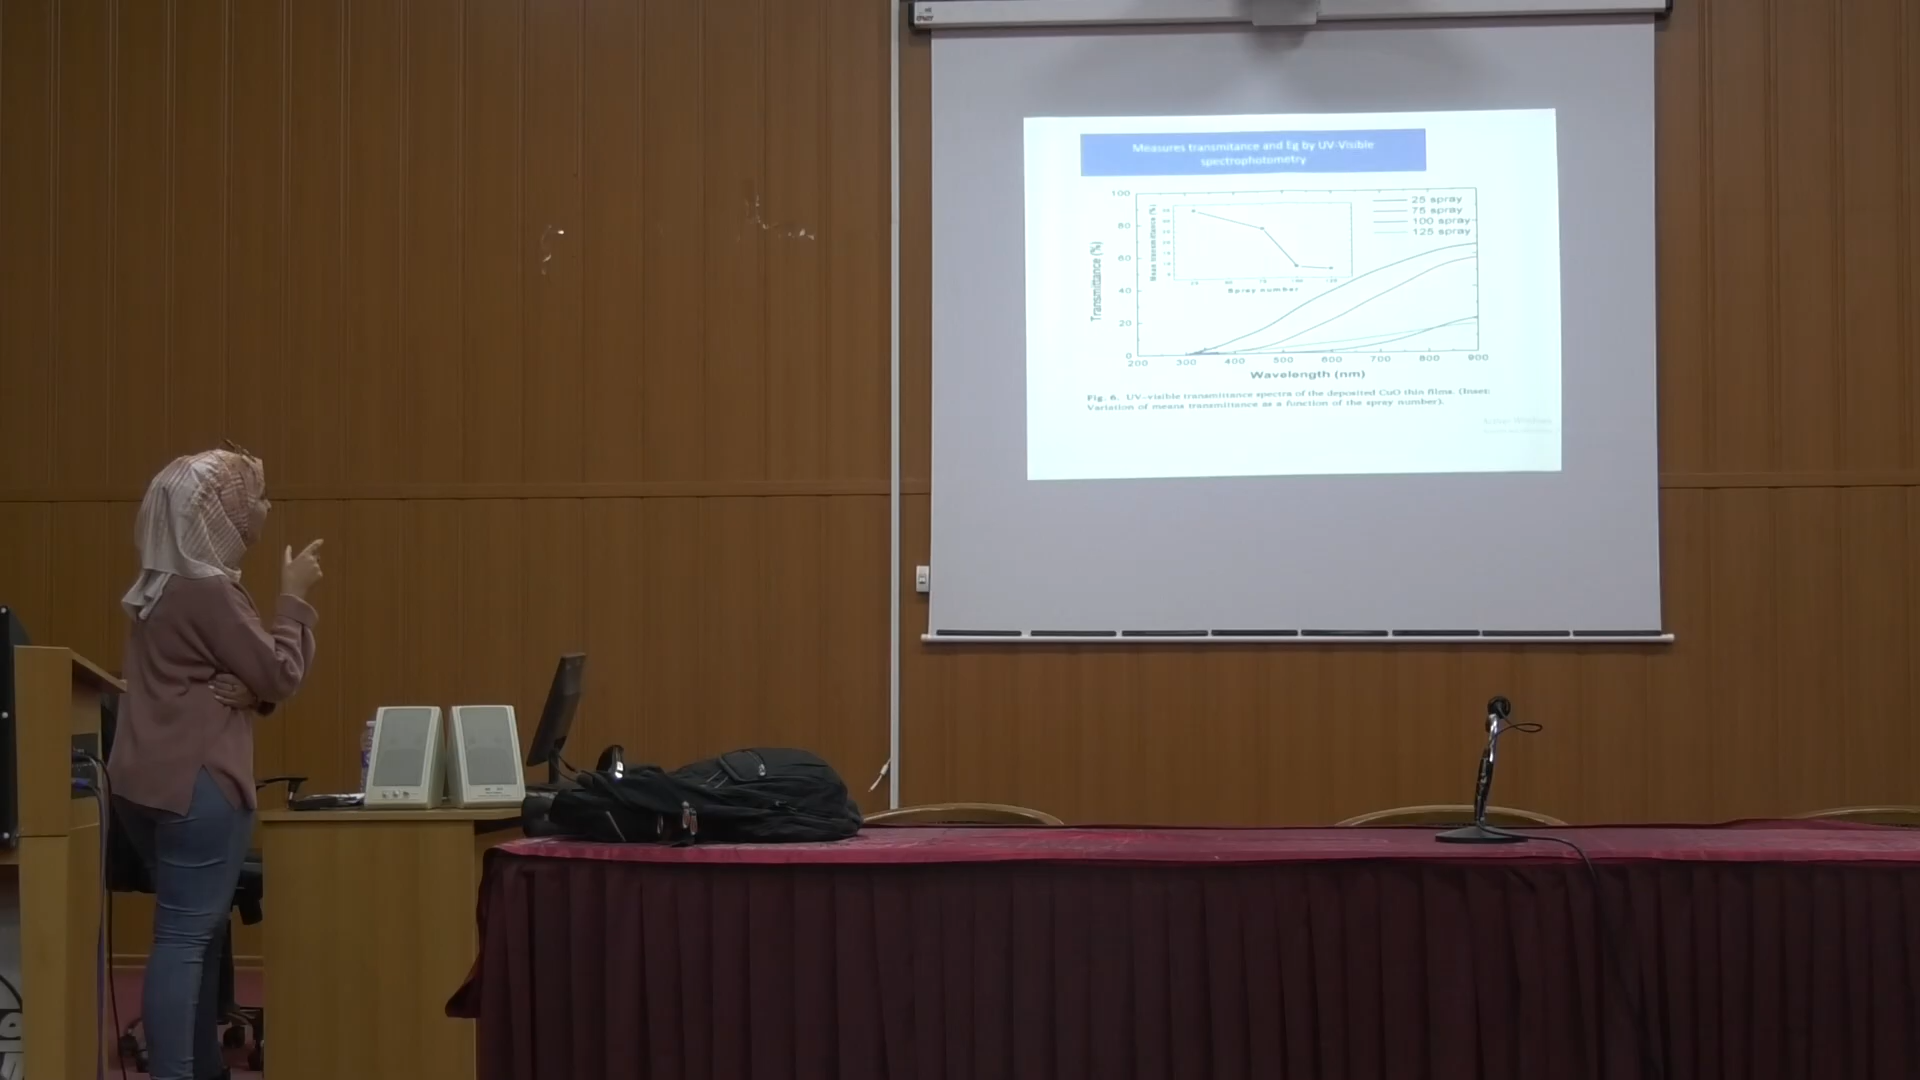 Measures transmitance and Eg by UV-Visible
spectrophotometry
100
80
60
40
20
0
Transmittance (%)
200 300 400 500 600 700 800 900
Wavelength (nm)
25 spray
75 spray
100 spray
125 spray
Mean transmittance (%)
Spray number
Fig. 6. UV–visible transmittance spectra of the deposited CuO thin films. (Inset:
Variation of means transmittance as a function of the spray number).